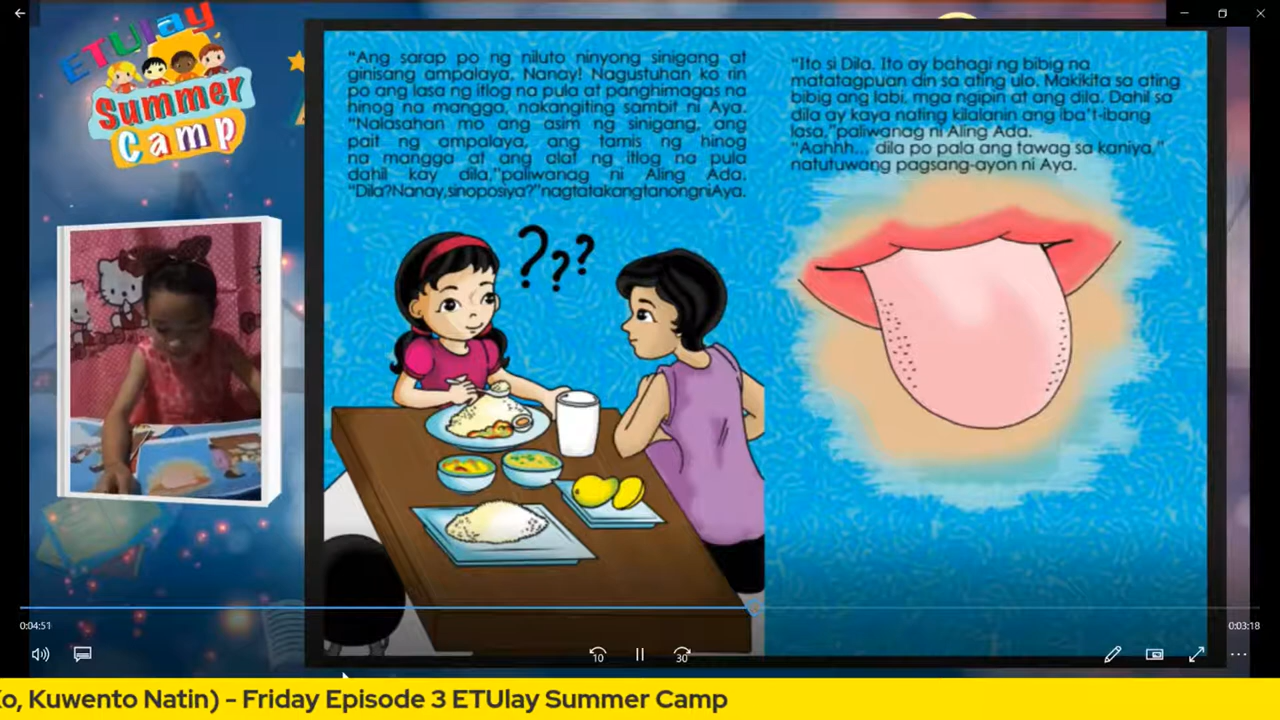 ETUlay
Summer
Camp
“Ang sarap po ng niluto ninyong sinigang at
ginisang ampalaya, Nanay! Nagustuhan ko rin
po ang lasa ng itlog na pula at panghimagas na
hinog na mangga, nakangiting sambit ni Aya.
“Nalasahan mo ang asim ng sinigang, ang
pait ng ampalaya, ang tamis ng hinog
na mangga at ang alat ng itlog na pula
dahil kay dila,”paliwanag ni Aling Ada.
“Dila?Nanay,sinoposiya?”nagtatakangtanongniAya.
???
“Ito si Dila. Ito ay bahagi ng bibig na
matatagpuan din sa ating ulo. Makikita sa ating
bibig ang labi, mga ngipin at ang dila. Dahil sa
dila ay kaya nating kilalanin ang iba’t-ibang
lasa,”paliwanag ni Aling Ada.
“Aahhh... dila po pala ang tawag sa kaniya,”
natutuwang pagsang-ayon ni Aya.
0:04:51
0:03:18
10
30
Ko, Kuwento Natin) - Friday Episode 3 ETUlay Summer Camp